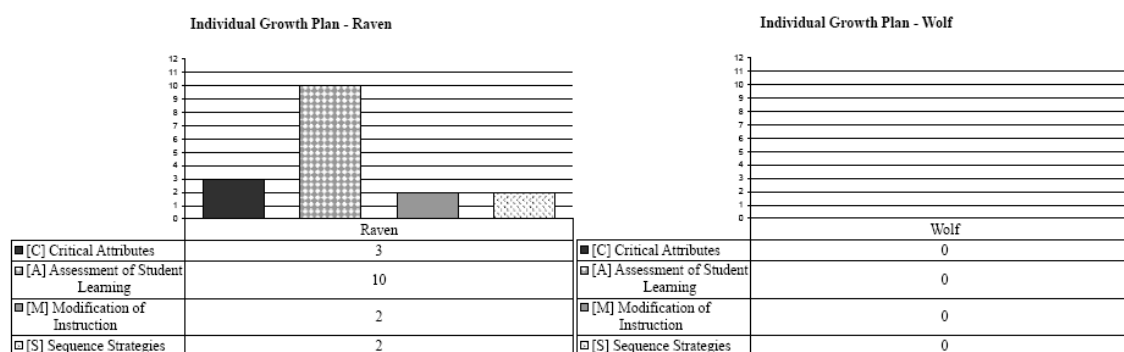 Individual Growth Plan - Raven
12
11
10
9
8
7
6
5
4
3
2
1
0
Raven
[C] Critical Attributes 3
[A] Assessment of Student
Learning 10
[M] Modification of
Instruction 2
[S] Sequence Strategies 2
Individual Growth Plan - Wolf
12
11
10
9
8
7
6
5
4
3
2
1
0
Wolf
[C] Critical Attributes 0
[A] Assessment of Student
Learning 0
[M] Modification of
Instruction 0
[S] Sequence Strategies 0